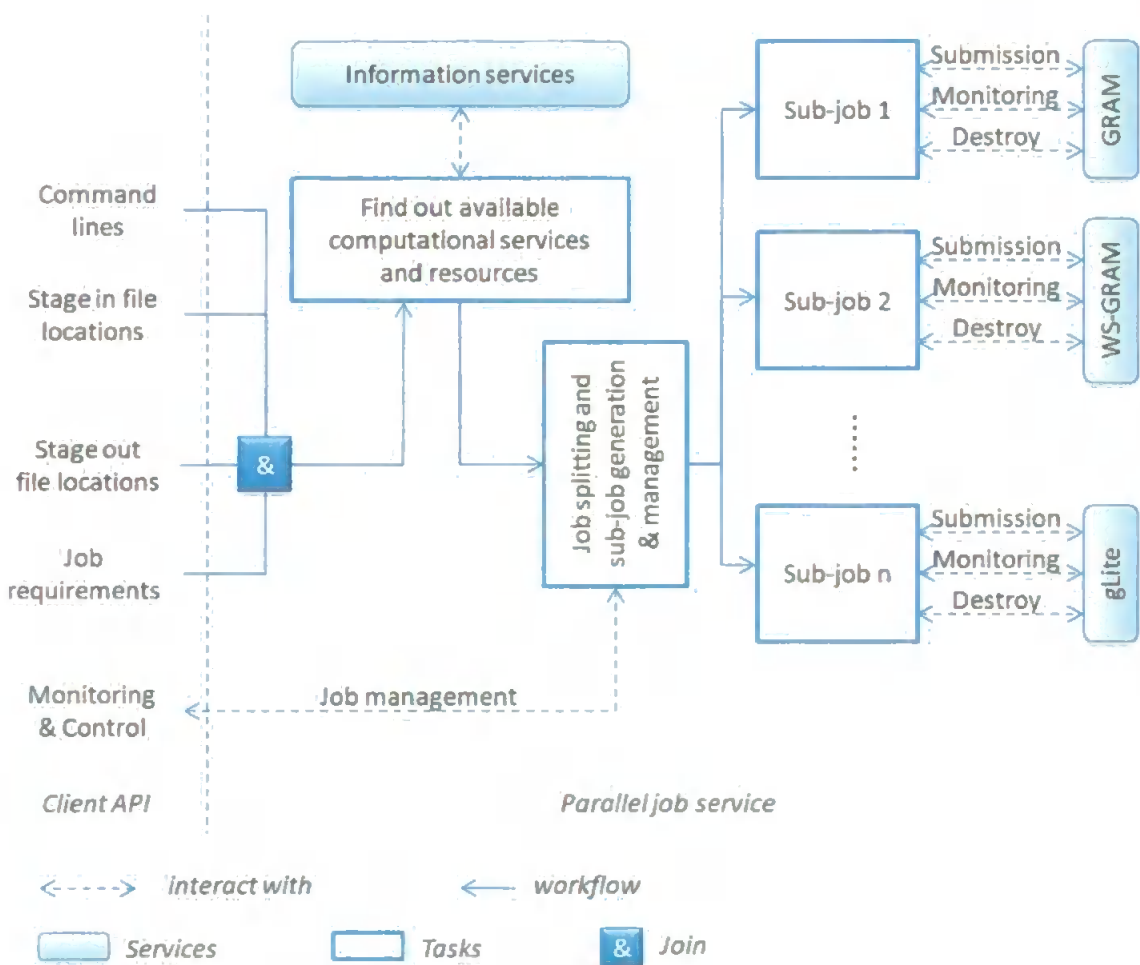 Information services
Find out available
computational services
and resources
Command
lines
Stage in file
locations
Stage out
file locations
Job
requirements
Monitoring
& Control
&
Job splitting and
sub-job generation
& management
Job management
Sub-job 1
Submission
Monitoring
Destroy
GRAM
Sub-job 2
Submission
Monitoring
Destroy
WS-GRAM
......
Sub-job n
Submission
Monitoring
Destroy
gLite
Client API
Parallel job service
interact with
workflow
Services
Tasks
&
Join